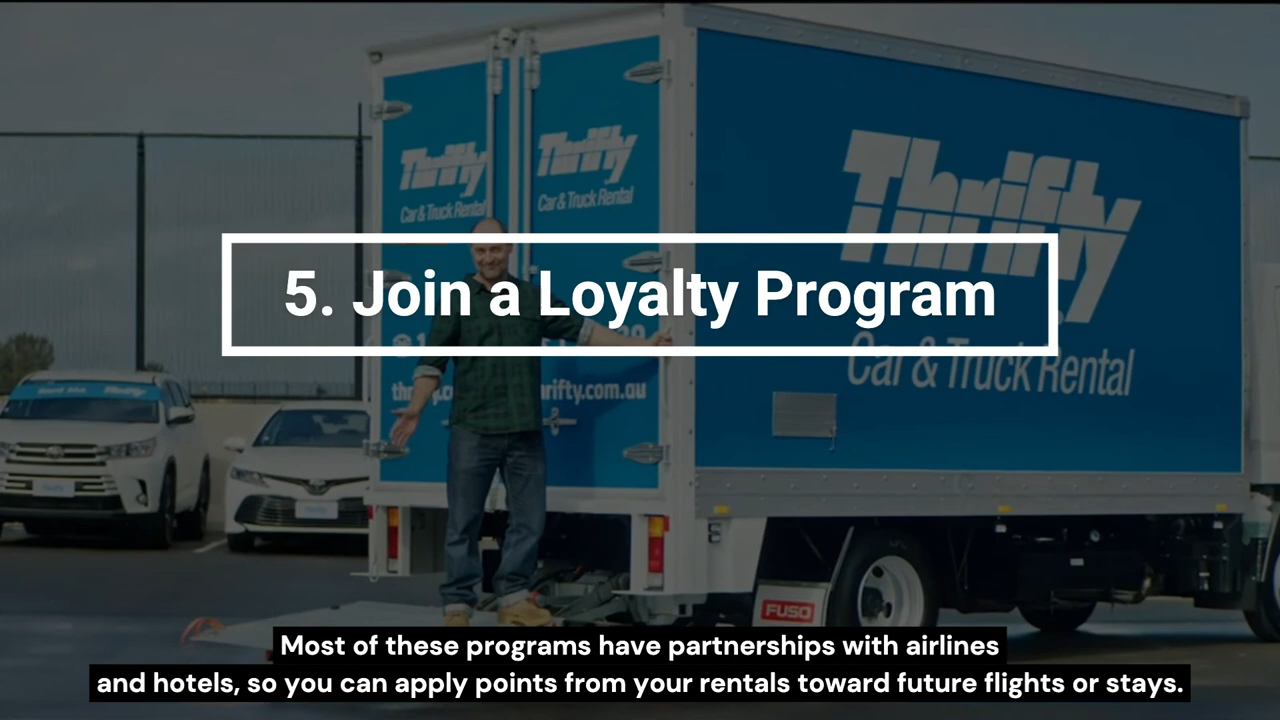 Thrifty
Car & Truck Rental
Thrifty
Car & Truck Rental
Thrifty
Car & Truck Rental
5. Join a Loyalty Program
thrifty.com.au
FUSO
Most of these programs have partnerships with airlines
and hotels, so you can apply points from your rentals toward future flights or stays.